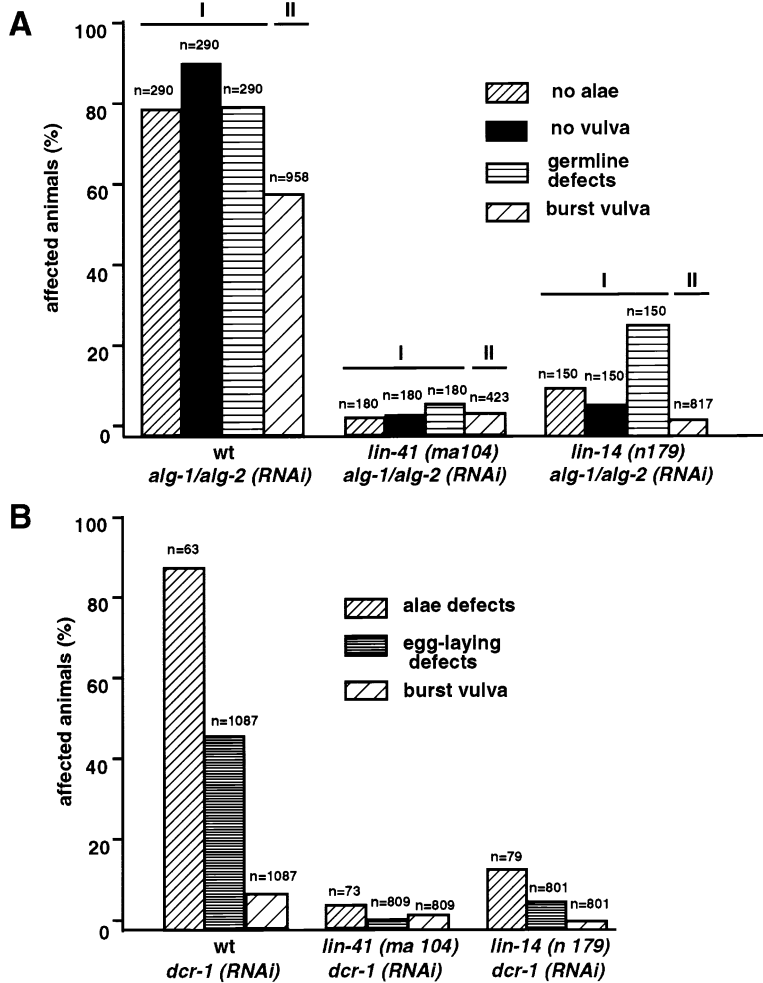 A
I II
100
80
60
40
20
0
affected animals (%)
n=290
n=290
n=290
n=958
no alae
no vulva
germline
defects
burst vulva
I II
n=180
n=180
n=180
n=423
I II
n=150
n=150
n=150
n=817
wt
alg-1/alg-2 (RNAi)
lin-41 (ma104)
alg-1/alg-2 (RNAi)
lin-14 (n179)
alg-1/alg-2 (RNAi)
B
100
80
60
40
20
0
affected animals (%)
n=63
n=1087
n=1087
alae defects
egg-laying
defects
burst vulva
n=73
n=809
n=809
n=79
n=801
n=801
wt
dcr-1 (RNAi)
lin-41 (ma 104)
dcr-1 (RNAi)
lin-14 (n 179)
dcr-1 (RNAi)